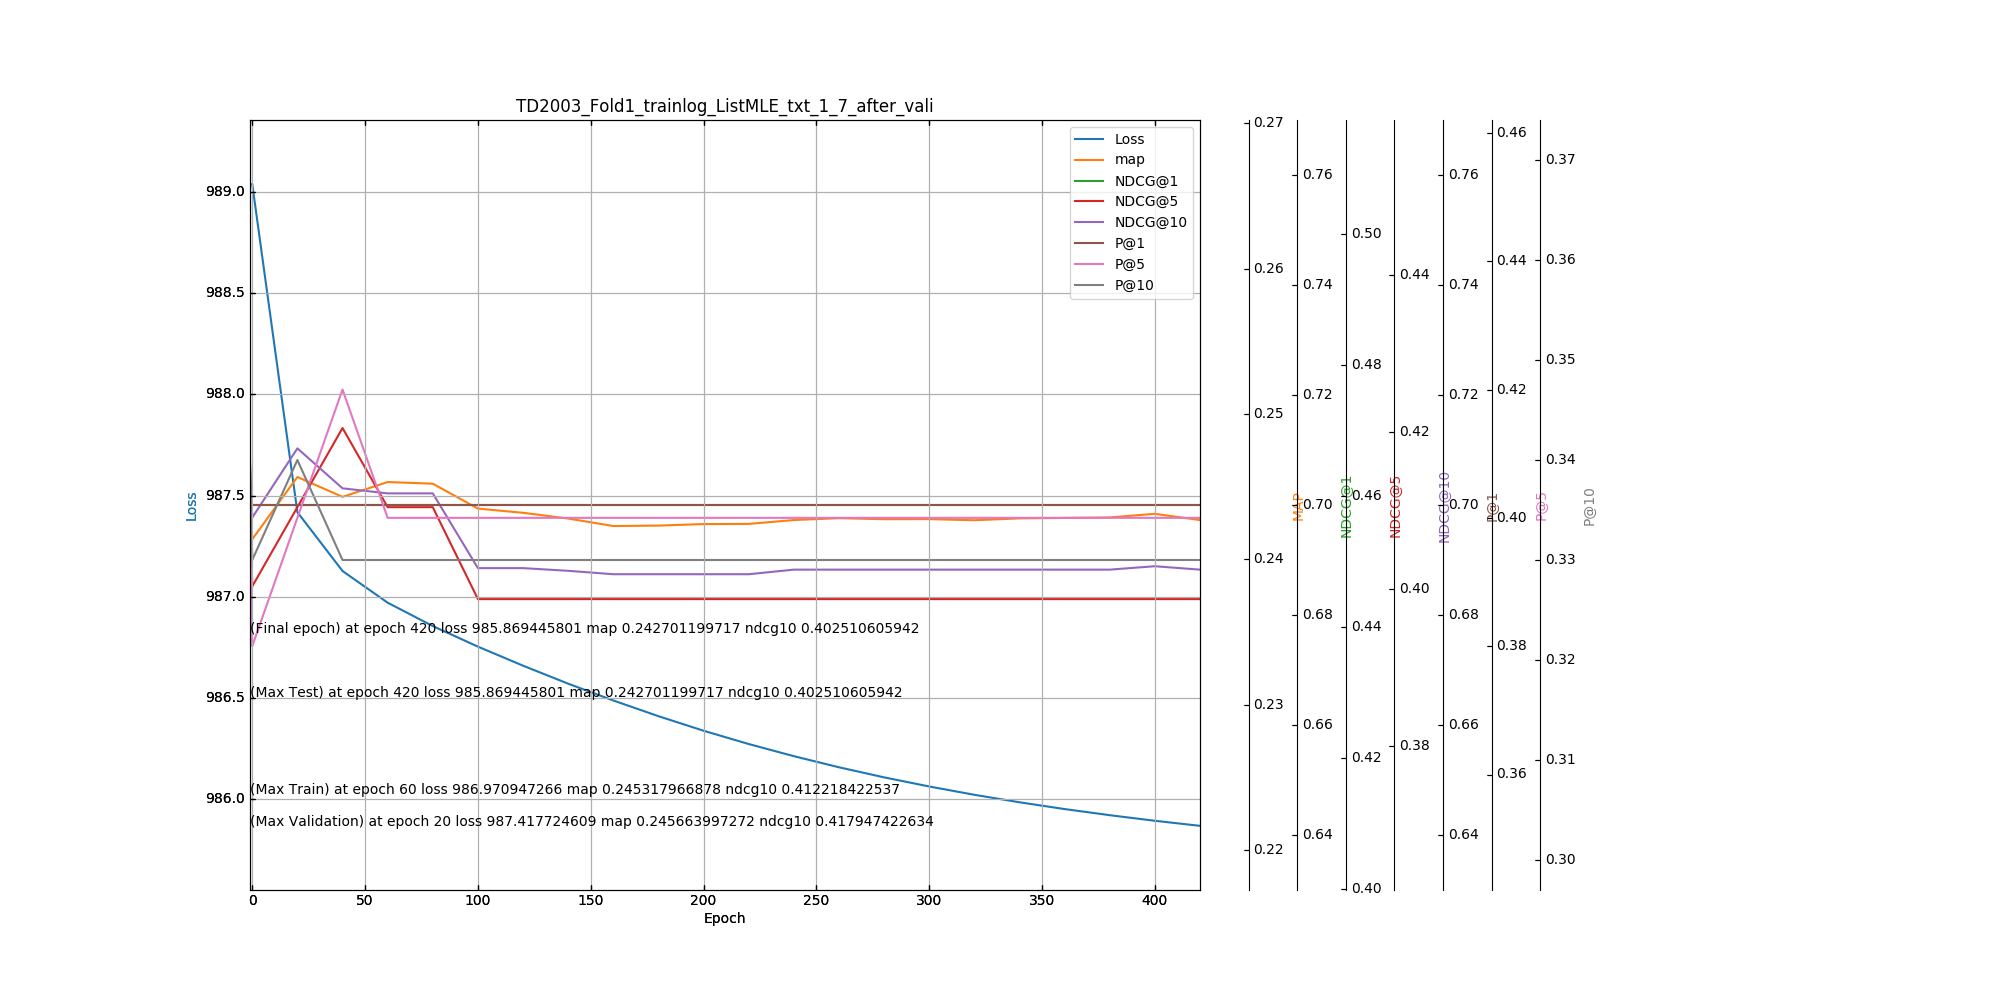 TD2003_Fold1_trainlog_ListMLE_txt_1_7_after_vali
Loss
map
NDCG@1
NDCG@5
NDCG@10
P@1
P@5
P@10
989.0
988.5
988.0
987.5
987.0
986.5
986.0
Loss
(Final epoch) at epoch 420 loss 985.869445801 map 0.242701199717 ndcg10 0.402510605942
(Max Test) at epoch 420 loss 985.869445801 map 0.242701199717 ndcg10 0.402510605942
(Max Train) at epoch 60 loss 986.970947266 map 0.245317966878 ndcg10 0.412218422537
(Max Validation) at epoch 20 loss 987.417724609 map 0.245663997272 ndcg10 0.417947422634
0 50 100 150 200 250 300 350 400
Epoch
0.27
0.26
0.25
0.24
0.23
0.22
MAP
0.76
0.74
0.72
0.70
0.68
0.66
0.64
NDCG@1
0.50
0.48
0.46
0.44
0.42
0.40
NDCG@5
0.44
0.42
0.40
0.38
NDCG@10
0.76
0.74
0.72
0.70
0.68
0.66
0.64
P@1
0.46
0.44
0.42
0.40
0.38
0.36
P@5
0.37
0.36
0.35
0.34
0.33
0.32
0.31
0.30
P@10